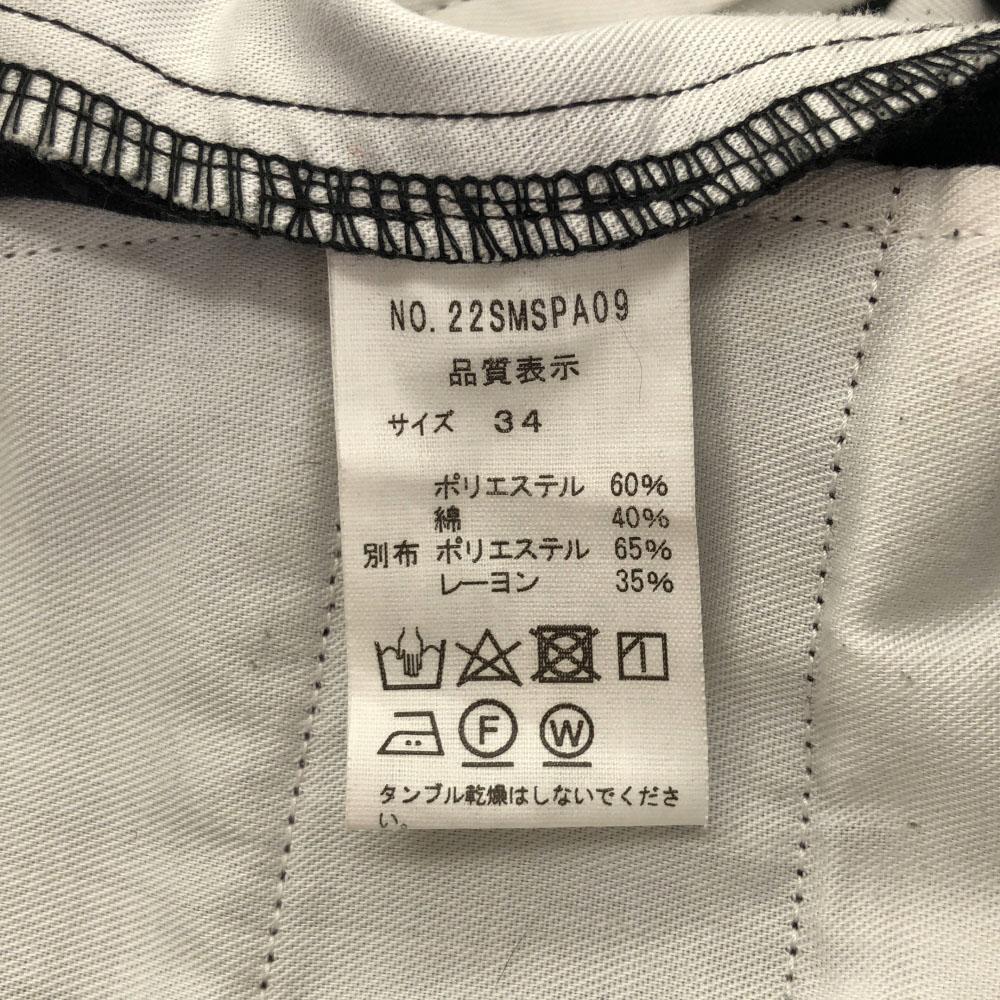 NO. 22SMSPA09
品質表示
サイズ 34
ポリエステル 60%
綿 40%
別布 ポリエステル 65%
レーヨン 35%
F W
タンブル乾燥はしないでくださ
い。